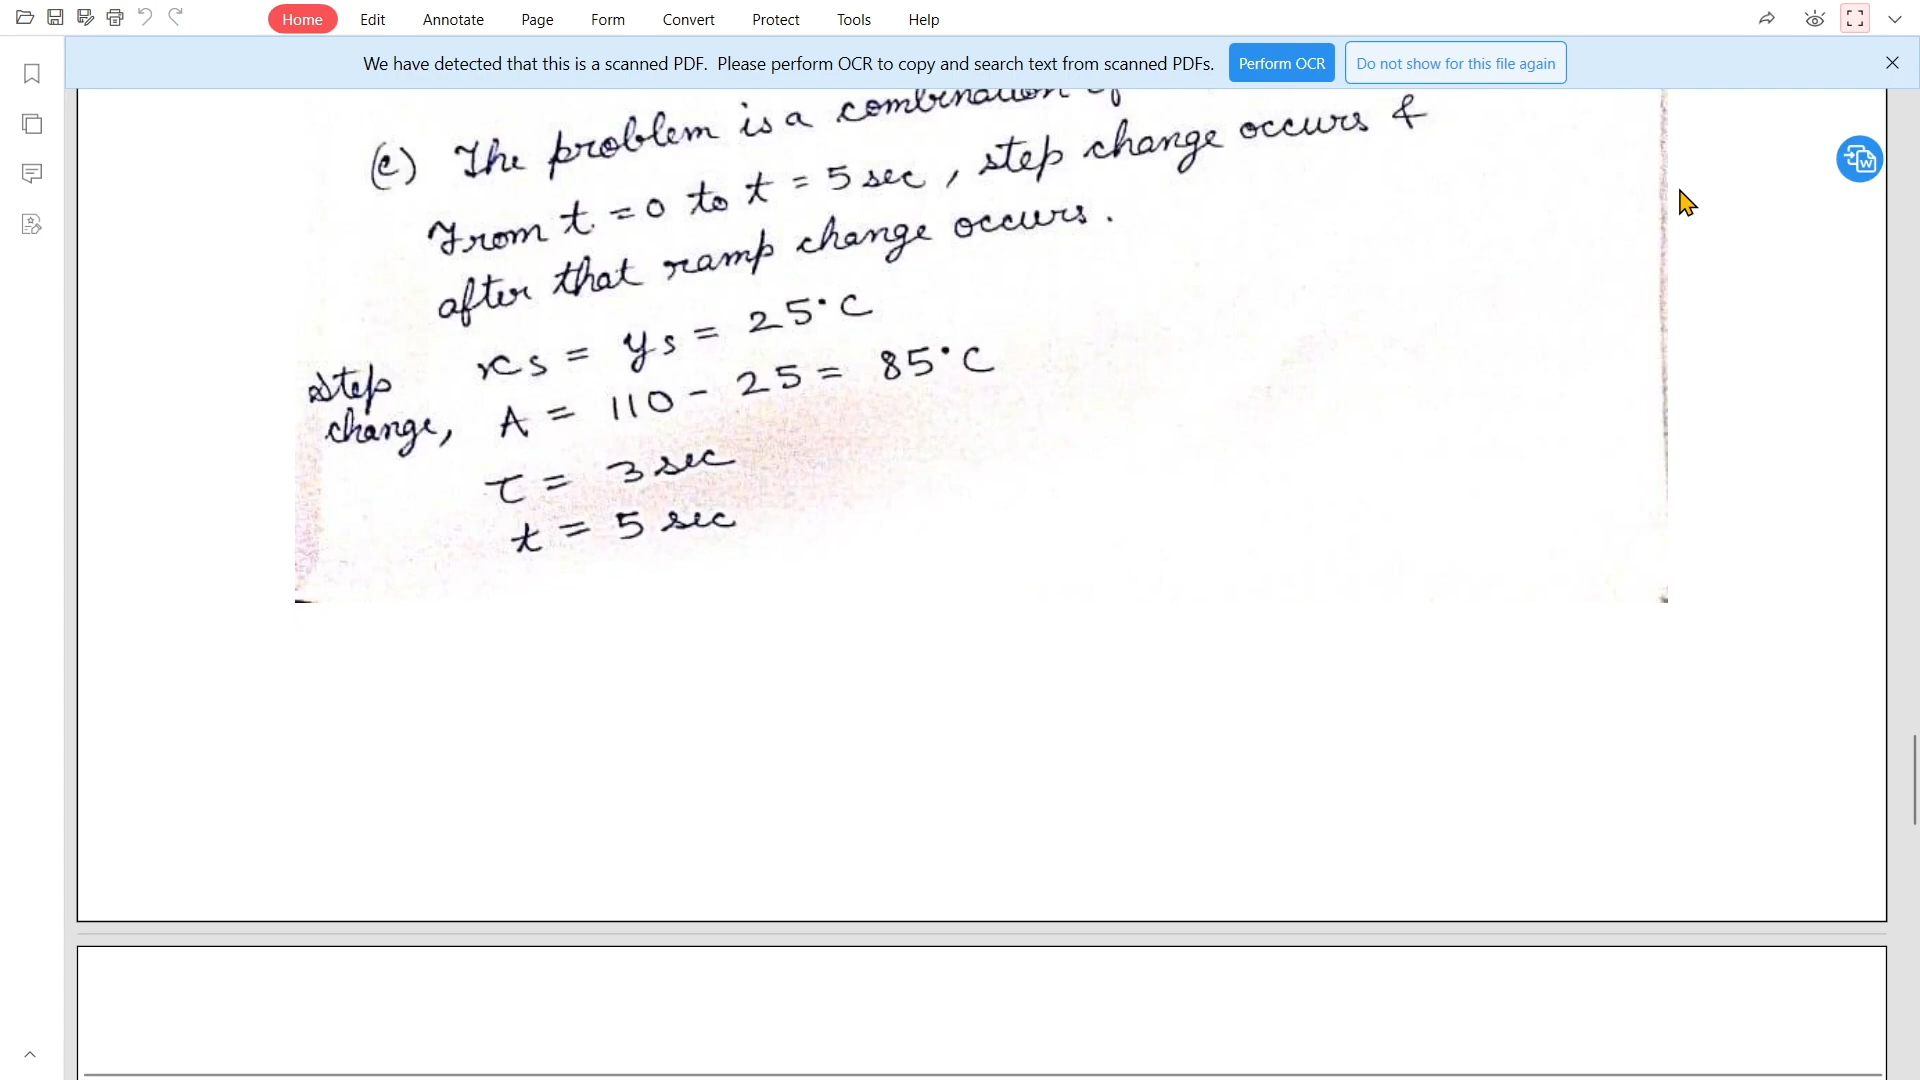 Home Edit Annotate Page Form Convert Protect Tools Help
We have detected that this is a scanned PDF. Please perform OCR to copy and search text from scanned PDFs. Perform OCR Do not show for this file again
(c) The problem is a combination of
From t = 0 to t = 5 sec, step change occurs &
after that ramp change occurs.
xs = ys = 25°C
step
change, A = 110 - 25 = 85°C
τ = 3 sec
t = 5 sec